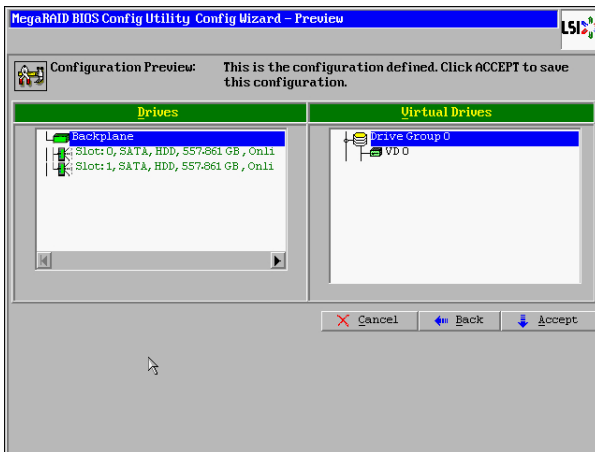 MegaRAID BIOS Config Utility Config Wizard - Preview
LSI
Configuration Preview: This is the configuration defined. Click ACCEPT to save
this configuration.
Drives
Virtual Drives
Backplane
Slot: 0, SATA, HDD, 557.861 GB, Onli
Slot: 1, SATA, HDD, 557.861 GB, Onli
Drive Group 0
VD 0
Cancel
Back
Accept